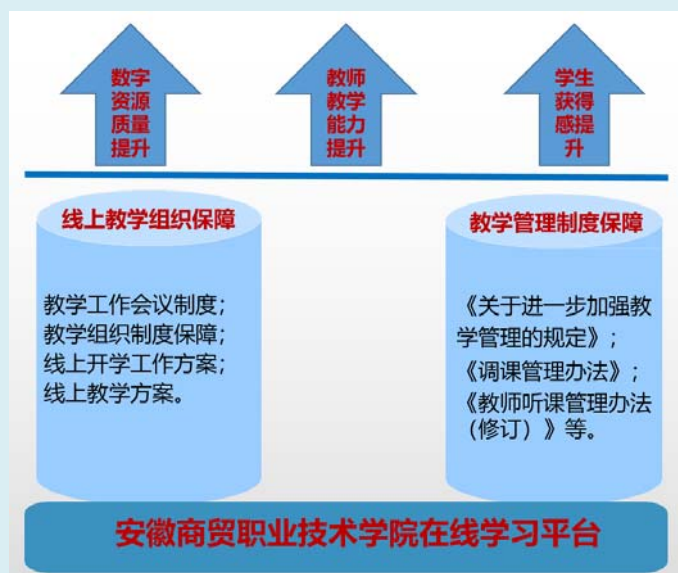 数字
资源
质量
提升
教师
教学
能力
提升
学生
获得
感提
升
线上教学组织保障
教学工作会议制度；
教学组织制度保障；
线上开学工作方案；
线上教学方案。
教学管理制度保障
《关于进一步加强教
学管理的规定》；
《调课管理办法》；
《教师听课管理办法
（修订）》等。
安徽商贸职业技术学院在线学习平台